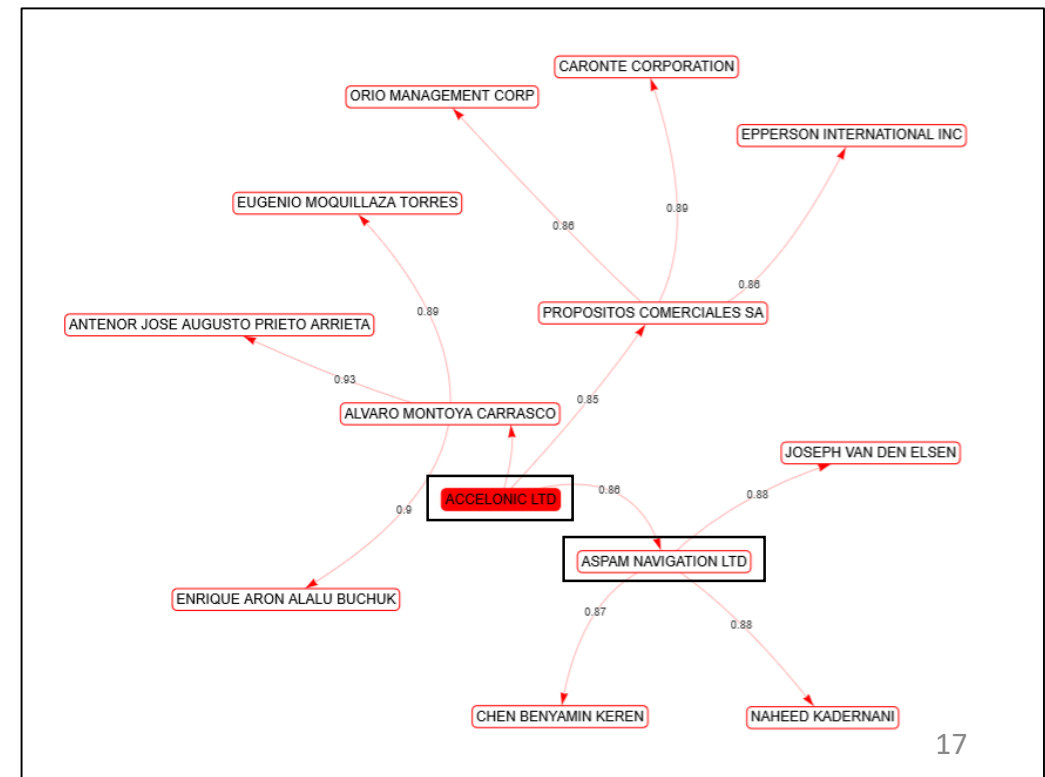 CARONTE CORPORATION
ORIO MANAGEMENT CORP
EPPERSON INTERNATIONAL INC
EUGENIO MOQUILLAZA TORRES
0.89
0.86
0.86
PROPOSITOS COMERCIALES SA
0.89
ANTENOR JOSE AUGUSTO PRIETO ARRIETA
0.93
0.85
ALVARO MONTOYA CARRASCO
JOSEPH VAN DEN ELSEN
ACCELONIC LTD
0.86
0.88
0.9
ASPAM NAVIGATION LTD
ENRIQUE ARON ALALU BUCHUK
0.87
0.88
CHEN BENYAMIN KEREN
NAHEED KADERNANI
17